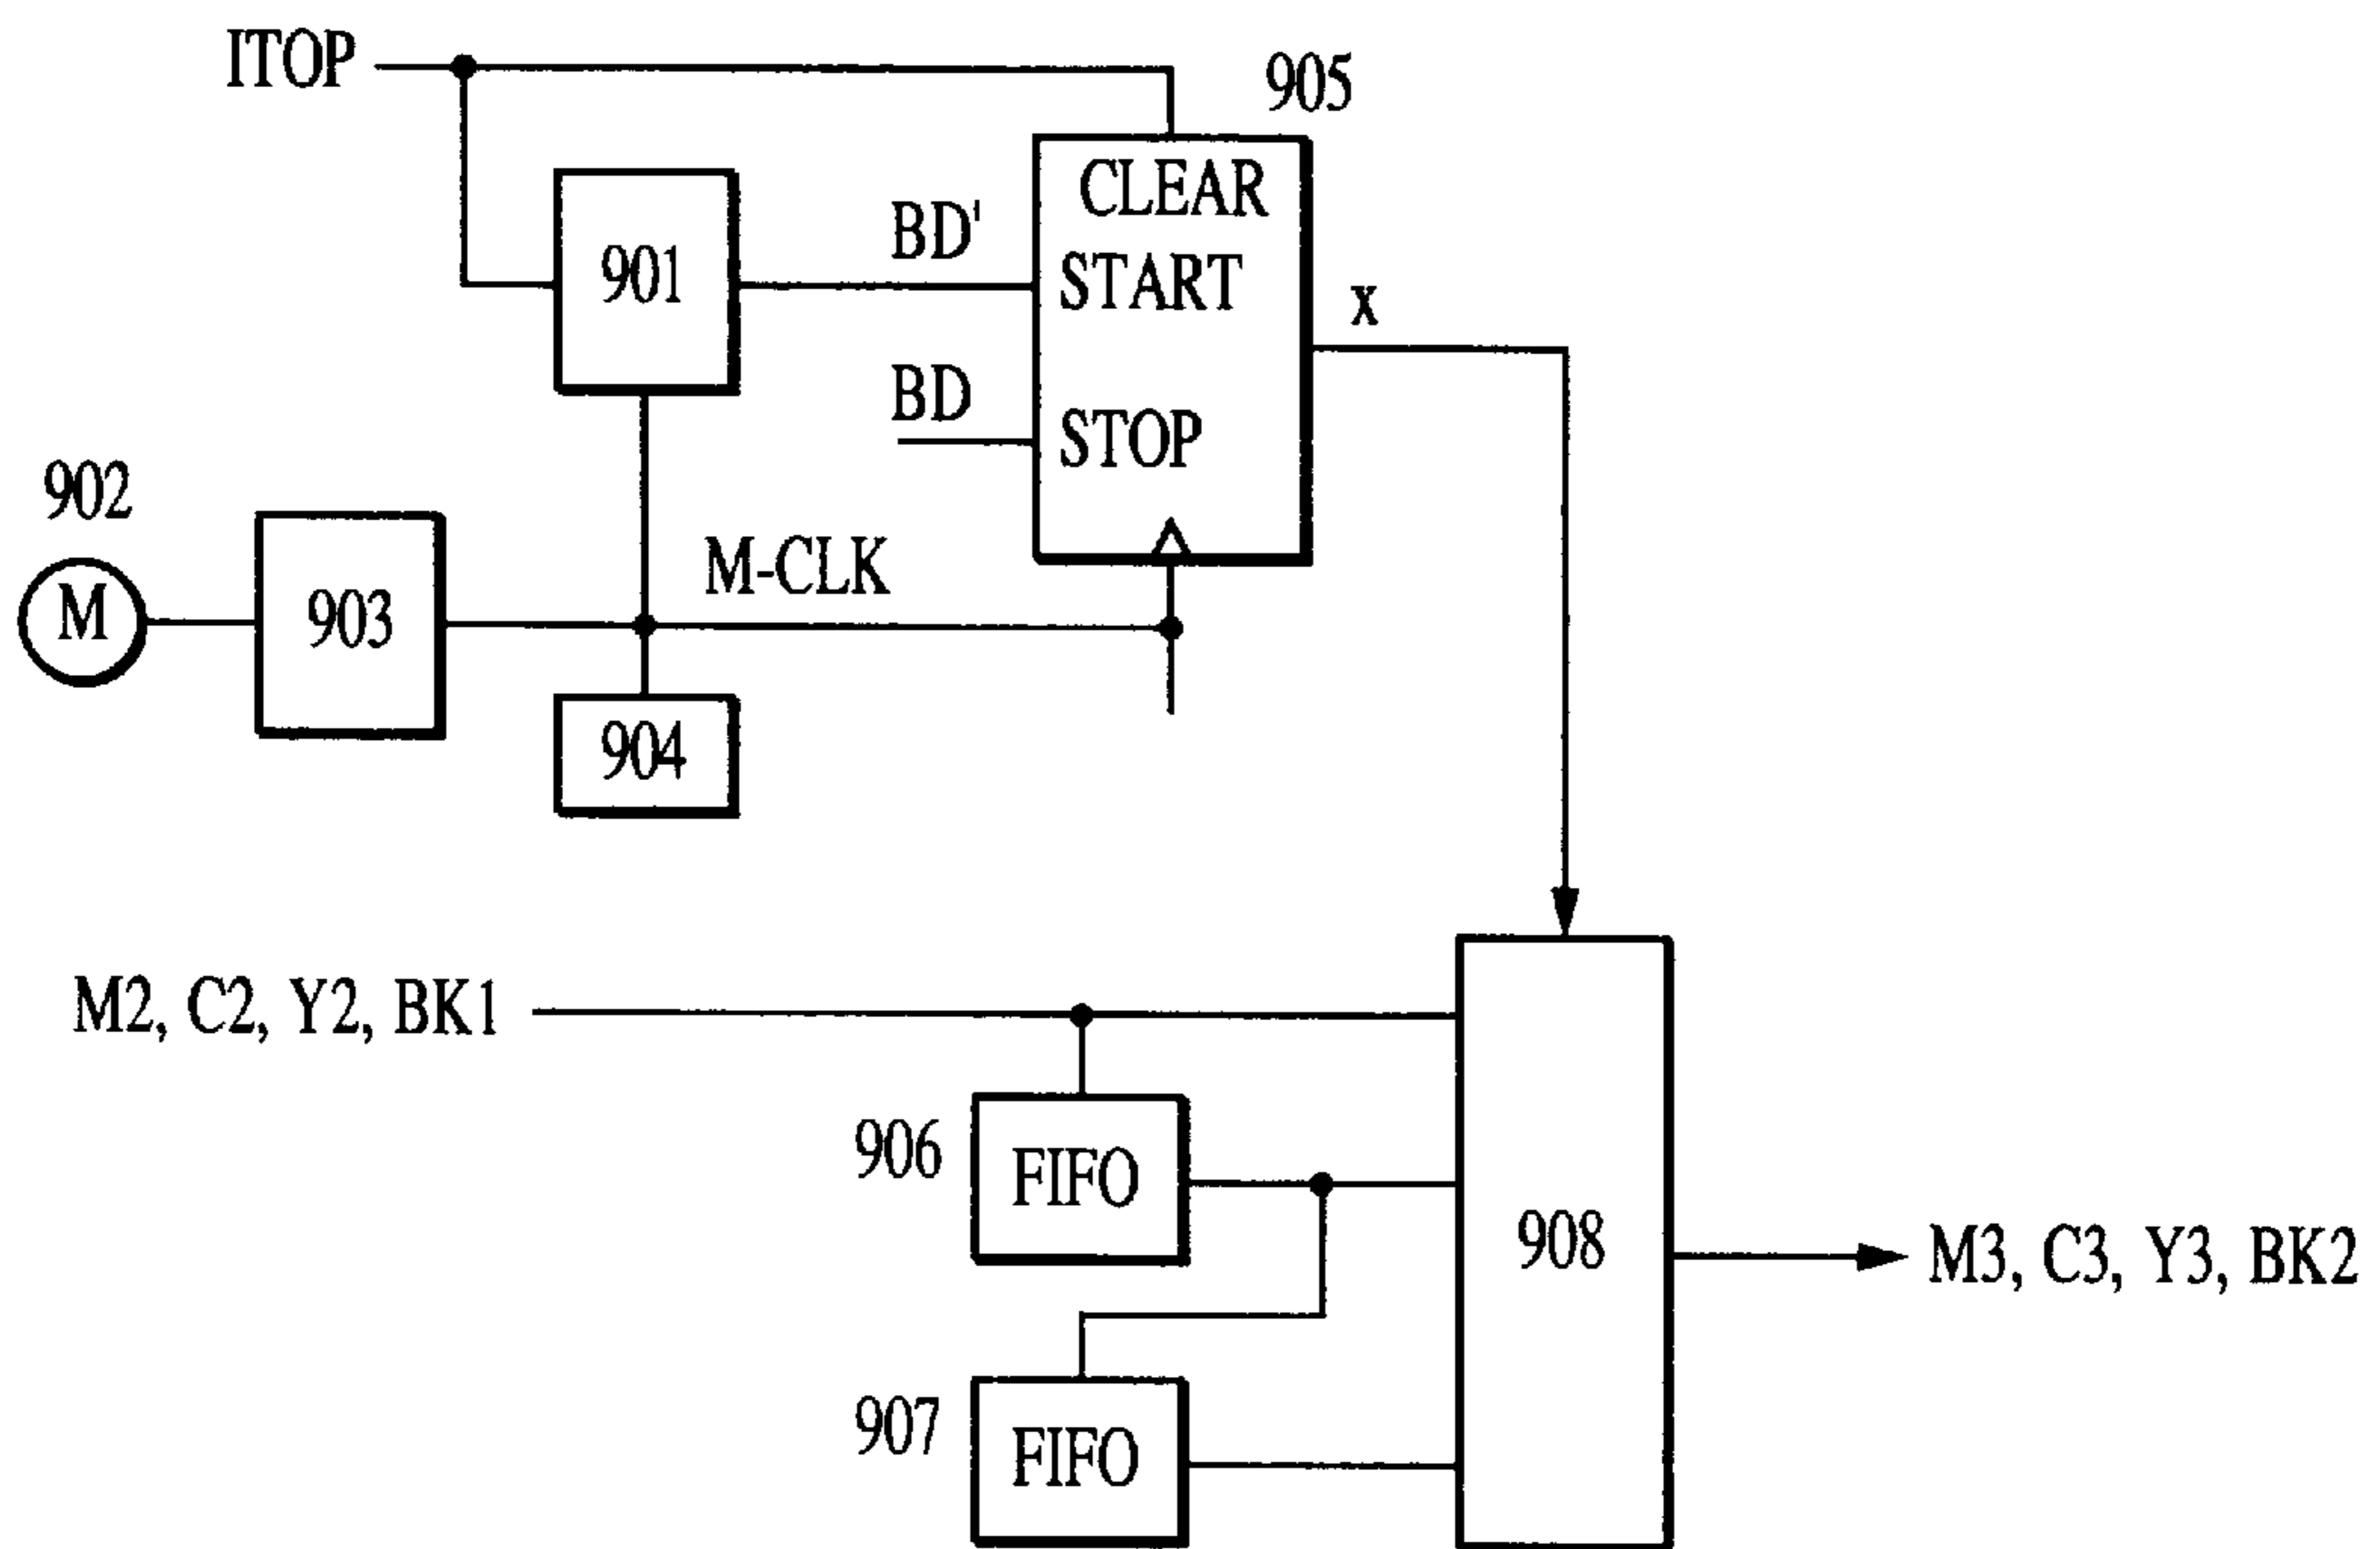 ITOP
905
CLEAR
901
BD'
START
x
BD
STOP
902
M
903
M-CLK
904
M2, C2, Y2, BK1
906
FIFO
908
M3, C3, Y3, BK2
907
FIFO